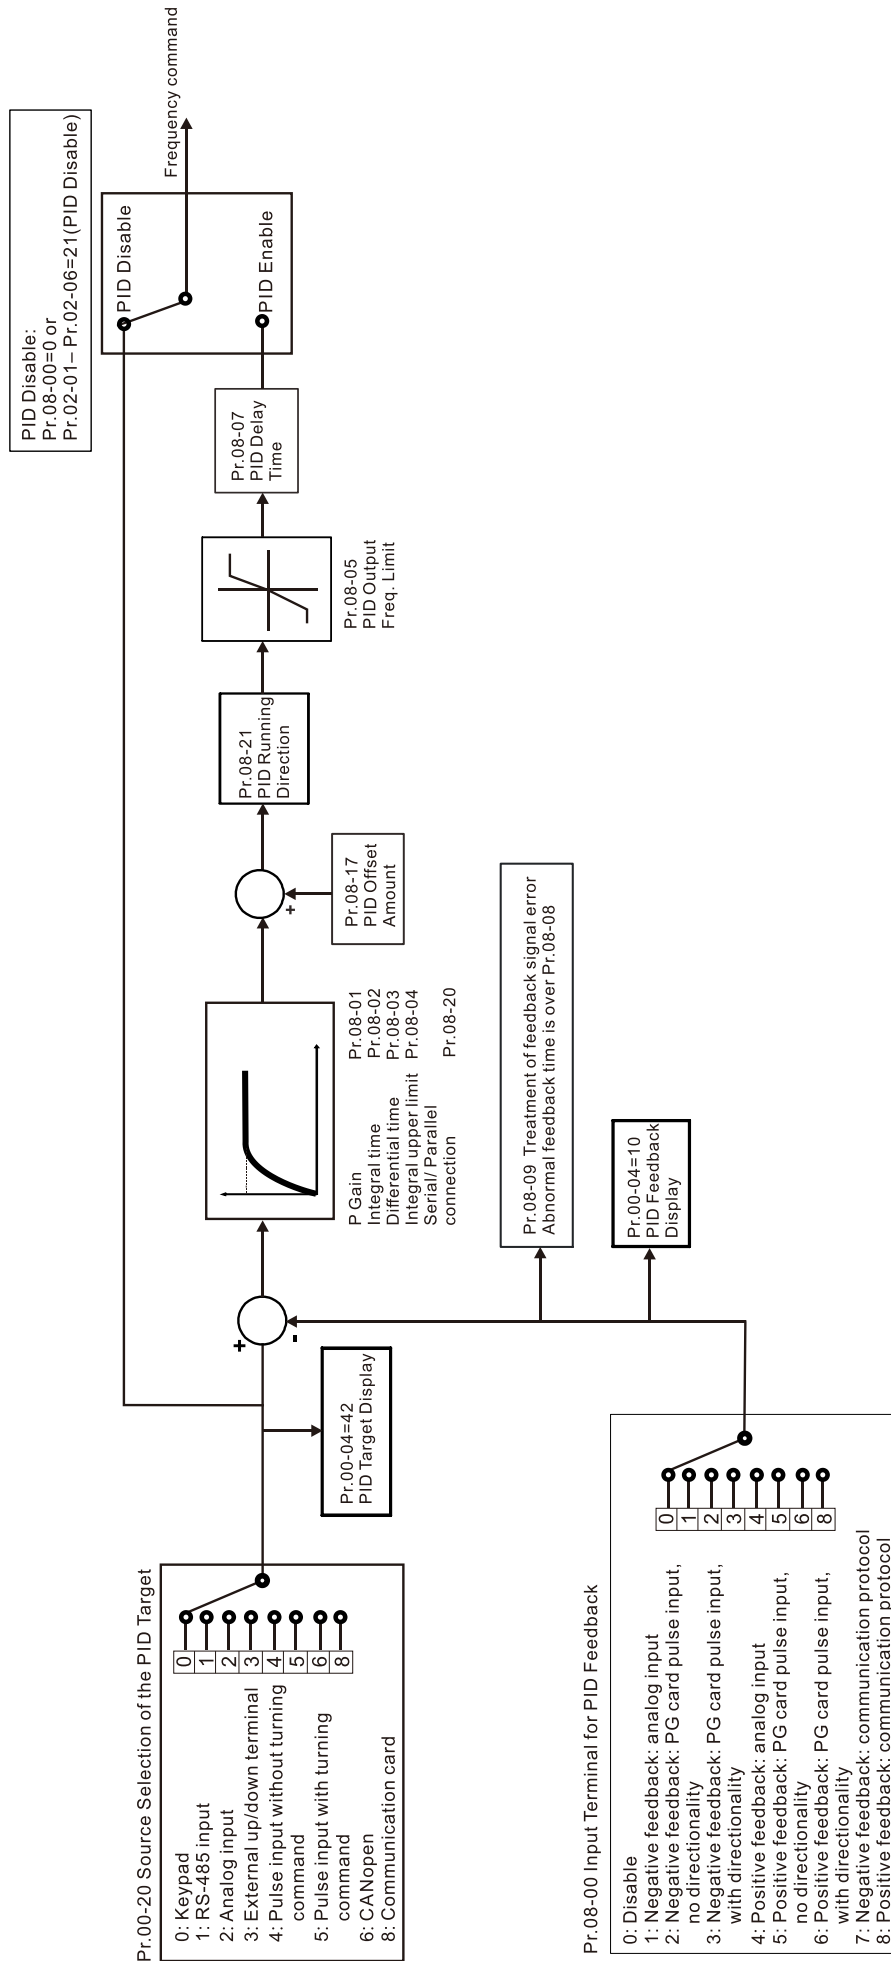 Pr.00-20 Source Selection of the PID Target
0: Keypad
1: RS-485 input
2: Analog input
3: External up/down terminal
4: Pulse input without turning
command
5: Pulse input with turning
command
6: CANopen
8: Communication card
0
1
2
3
4
5
6
8
Pr.00-04=42
PID Target Display
+
-
P Gain Pr.08-01
Integral time Pr.08-02
Differential time Pr.08-03
Integral upper limit Pr.08-04
Serial/ Parallel
connection Pr.08-20
+
Pr.08-17
PID Offset
Amount
Pr.08-21
PID Running
Direction
Pr.08-05
PID Output
Freq. Limit
Pr.08-07
PID Delay
Time
PID Disable:
Pr.08-00=0 or
Pr.02-01– Pr.02-06=21(PID Disable)
PID Disable
PID Enable
Frequency command
Pr.08-00 Input Terminal for PID Feedback
0: Disable
1: Negative feedback: analog input
2: Negative feedback: PG card pulse input,
no directionality
3: Negative feedback: PG card pulse input,
with directionality
4: Positive feedback: analog input
5: Positive feedback: PG card pulse input,
no directionality
6: Positive feedback: PG card pulse input,
with directionality
7: Negative feedback: communication protocol
8: Positive feedback: communication protocol
0
1
2
3
4
5
6
8
Pr.08-09 Treatment of feedback signal error
Abnormal feedback time is over Pr.08-08
Pr.00-04=10
PID Feedback
Display